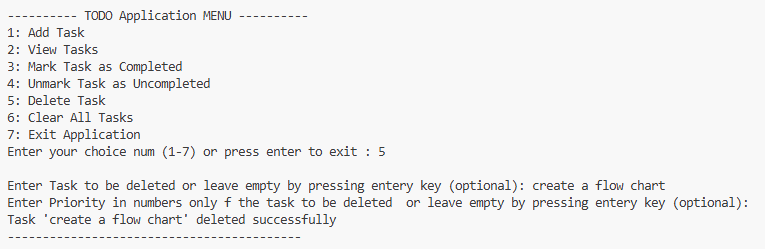 ---------- TODO Application MENU ----------
1: Add Task
2: View Tasks
3: Mark Task as Completed
4: Unmark Task as Uncompleted
5: Delete Task
6: Clear All Tasks
7: Exit Application
Enter your choice num (1-7) or press enter to exit : 5

Enter Task to be deleted or leave empty by pressing entery key (optional): create a flow chart
Enter Priority in numbers only f the task to be deleted  or leave empty by pressing entery key (optional):
Task 'create a flow chart' deleted successfully
------------------------------------------